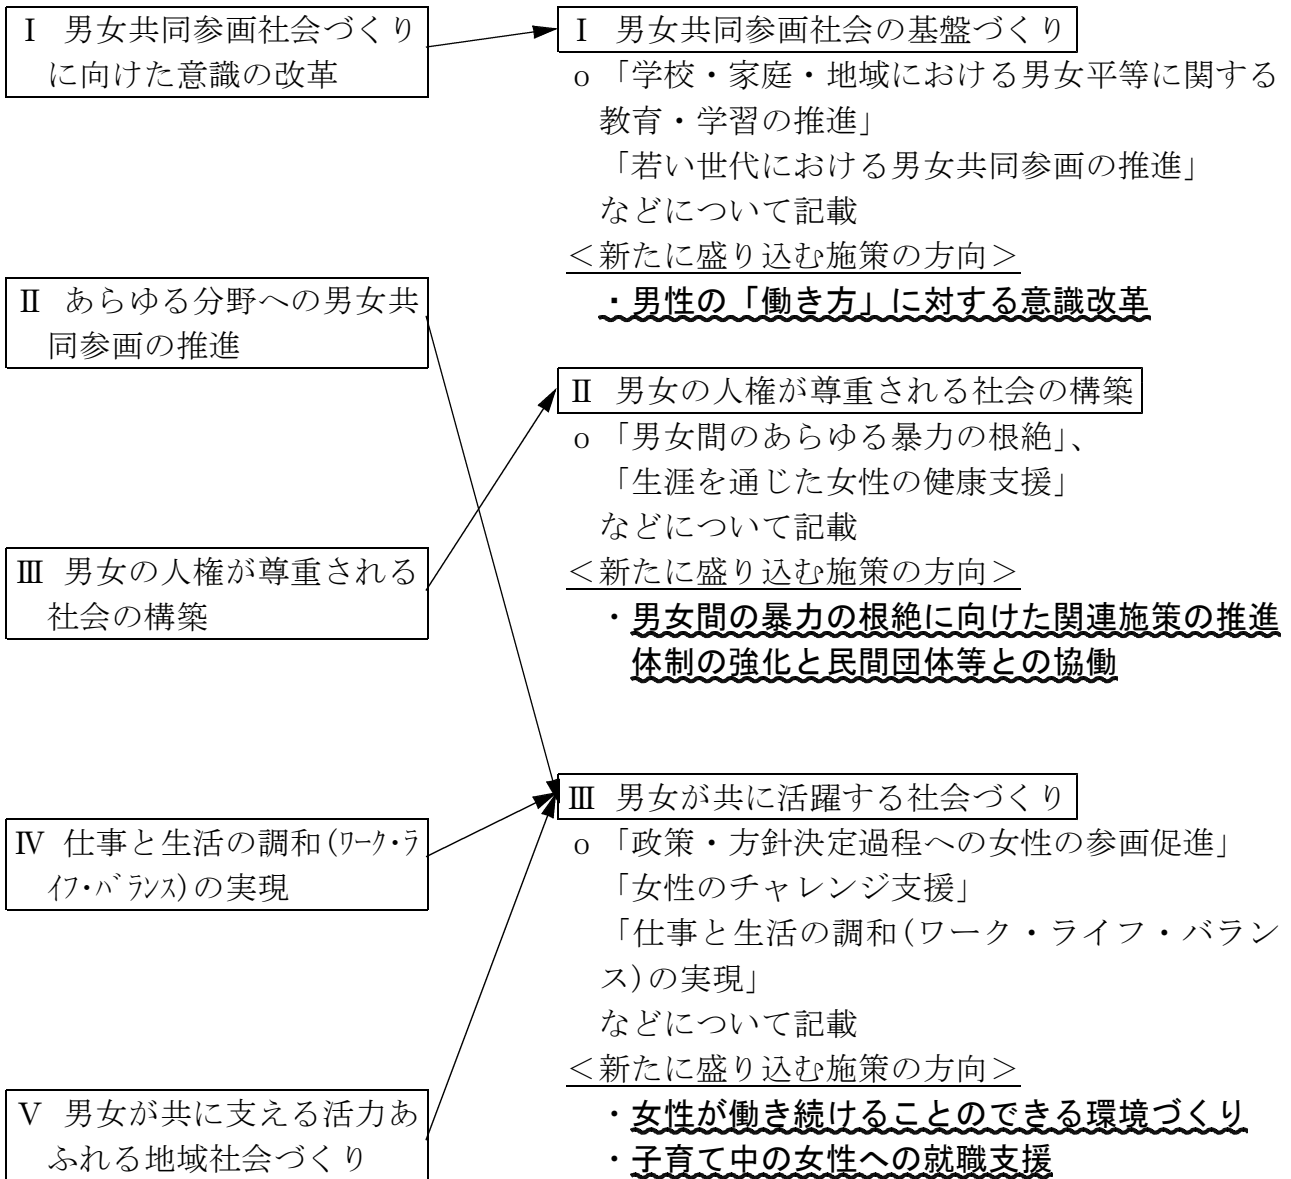 Ⅰ 男女共同参画社会づくり
に向けた意識の改革
Ⅱ あらゆる分野への男女共
同参画の推進
Ⅲ 男女の人権が尊重される
社会の構築
Ⅳ 仕事と生活の調和(ﾜｰｸ･ﾗ
ｲﾌ･ﾊﾞﾗﾝｽ)の実現
Ⅴ 男女が共に支える活力あ
ふれる地域社会づくり
Ⅰ 男女共同参画社会の基盤づくり
o 「学校・家庭・地域における男女平等に関する
教育・学習の推進」
「若い世代における男女共同参画の推進」
などについて記載
＜新たに盛り込む施策の方向＞
・男性の「働き方」に対する意識改革
Ⅱ 男女の人権が尊重される社会の構築
o 「男女間のあらゆる暴力の根絶」、
「生涯を通じた女性の健康支援」
などについて記載
＜新たに盛り込む施策の方向＞
・男女間の暴力の根絶に向けた関連施策の推進
体制の強化と民間団体等との協働
Ⅲ 男女が共に活躍する社会づくり
o 「政策・方針決定過程への女性の参画促進」
「女性のチャレンジ支援」
「仕事と生活の調和(ワーク・ライフ・バラン
ス)の実現」
などについて記載
＜新たに盛り込む施策の方向＞
・女性が働き続けることのできる環境づくり
・子育て中の女性への就職支援